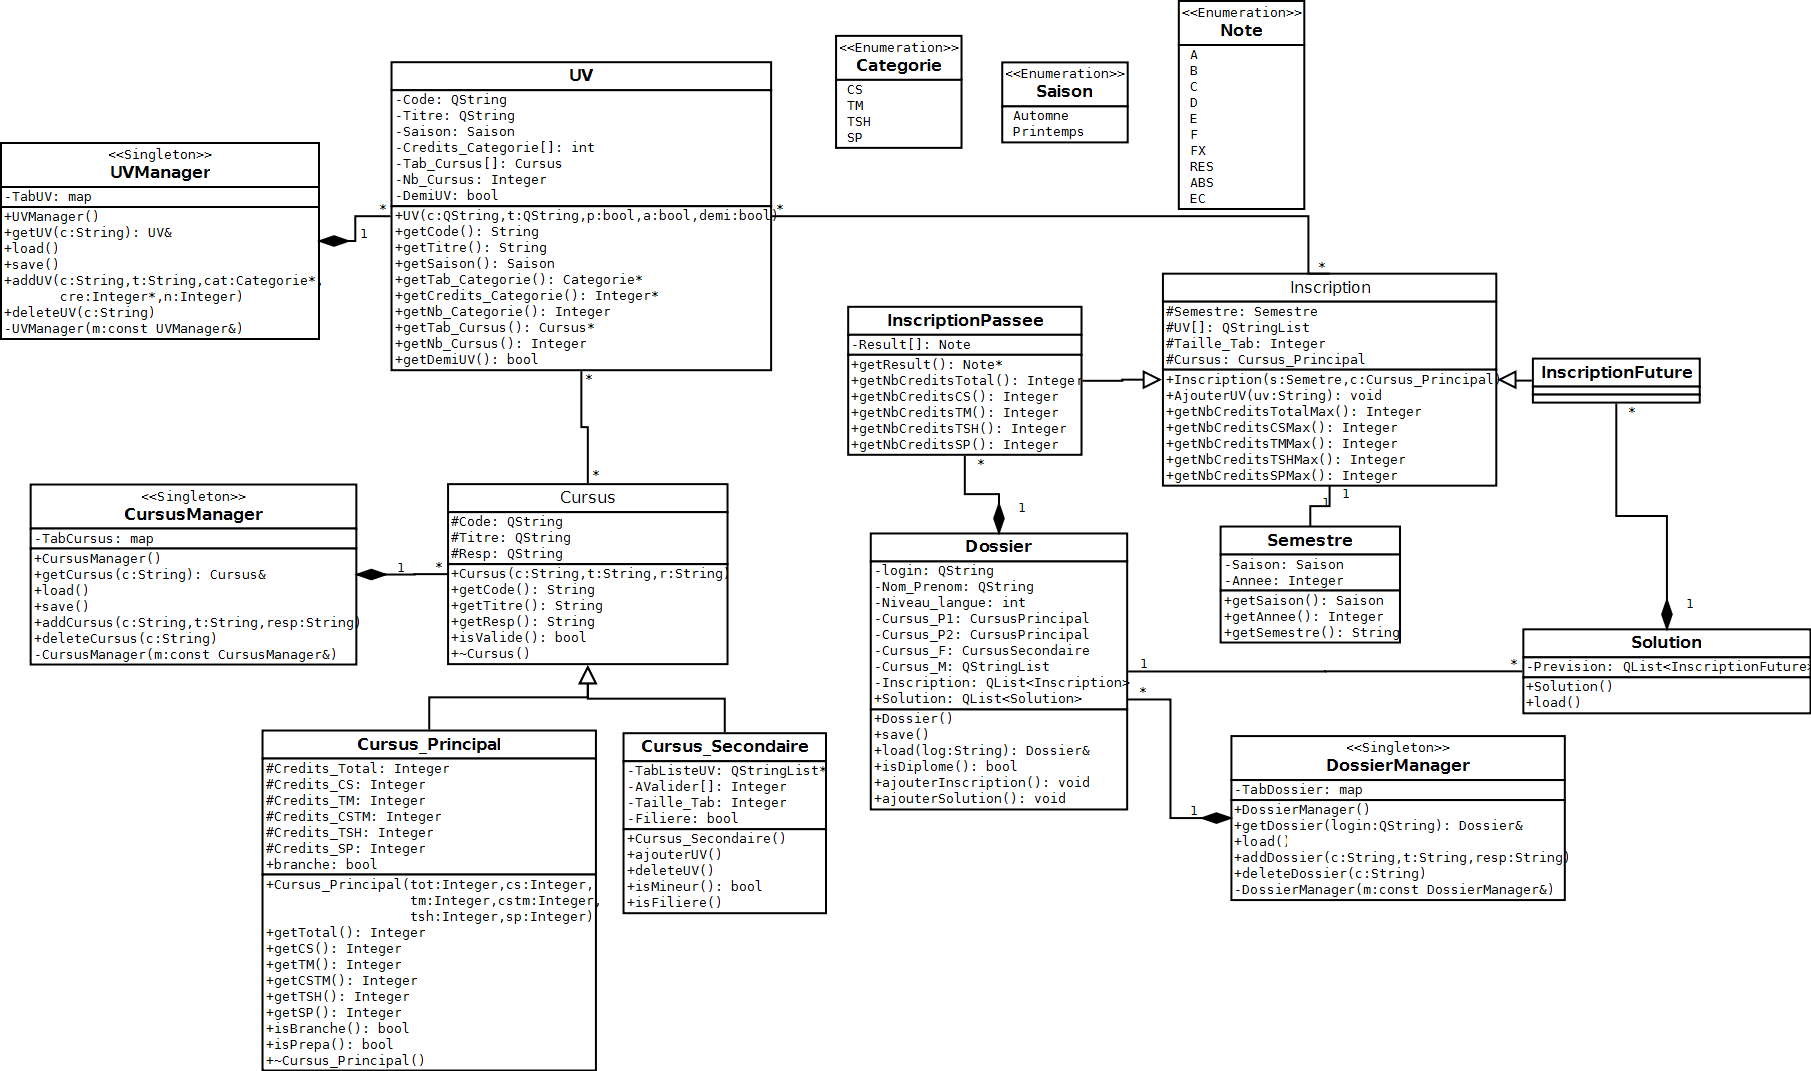 <<Enumeration>>
Note
A
B
C
D
E
F
FX
RES
ABS
EC
<<Enumeration>>
Categorie
CS
TM
TSH
SP
<<Enumeration>>
Saison
Automne
Printemps
UV
-Code: QString
-Titre: QString
-Saison: Saison
-Credits_Categorie[]: int
-Tab_Cursus[]: Cursus
-Nb_Cursus: Integer
-DemiUV: bool
+UV(c:QString,t:QString,p:bool,a:bool,demi:bool)
+getCode(): String
+getTitre(): String
+getSaison(): Saison
+getTab_Categorie(): Categorie*
+getCredits_Categorie(): Integer*
+getNb_Categorie(): Integer
+getTab_Cursus(): Cursus*
+getNb_Cursus(): Integer
+getDemiUV(): bool
<<Singleton>>
UVManager
-TabUV: map
+UVManager()
+getUV(c:String): UV&
+load()
+save()
+addUV(c:String,t:String,cat:Categorie*,
cre:Integer*,n:Integer)
+deleteUV(c:String)
-UVManager(m:const UVManager&)
*
1
*
*
Inscription
#Semestre: Semestre
#UV[]: QStringList
#Taille_Tab: Integer
#Cursus: Cursus_Principal
+Inscription(s:Semetre,c:Cursus_Principal)
+AjouterUV(uv:String): void
+getNbCreditsTotalMax(): Integer
+getNbCreditsCSMax(): Integer
+getNbCreditsTMMax(): Integer
+getNbCreditsTSHMax(): Integer
+getNbCreditsSPMax(): Integer
InscriptionPassee
-Result[]: Note
+getResult(): Note*
+getNbCreditsTotal(): Integer
+getNbCreditsCS(): Integer
+getNbCreditsTM(): Integer
+getNbCreditsTSH(): Integer
+getNbCreditsSP(): Integer
InscriptionFuture
*
*
*
*
1
1
1
1
<<Singleton>>
CursusManager
-TabCursus: map
+CursusManager()
+getCursus(c:String): Cursus&
+load()
+save()
+addCursus(c:String,t:String,resp:String)
+deleteCursus(c:String)
-CursusManager(m:const CursusManager&)
1
*
Cursus
#Code: QString
#Titre: QString
#Resp: QString
+Cursus(c:String,t:String,r:String)
+getCode(): String
+getTitre(): String
+getResp(): String
+isValide(): bool
+~Cursus()
Dossier
-login: QString
-Nom_Prenom: QString
-Niveau_langue: int
-Cursus_P1: CursusPrincipal
-Cursus_P2: CursusPrincipal
-Cursus_F: CursusSecondaire
-Cursus_M: QStringList
-Inscription: QList<Inscription>
+Solution: QList<Solution>
+Dossier()
+save()
+load(log:String): Dossier&
+isDiplome(): bool
+ajouterInscription(): void
+ajouterSolution(): void
Semestre
-Saison: Saison
-Annee: Integer
+getSaison(): Saison
+getAnnee(): Integer
+getSemestre(): String
Solution
-Prevision: QList<InscriptionFuture>
+Solution()
+load()
1
*
*
1
Cursus_Principal
#Credits_Total: Integer
#Credits_CS: Integer
#Credits_TM: Integer
#Credits_CSTM: Integer
#Credits_TSH: Integer
#Credits_SP: Integer
+branche: bool
+Cursus_Principal(tot:Integer,cs:Integer,
tm:Integer,cstm:Integer,
tsh:Integer,sp:Integer)
+getTotal(): Integer
+getCS(): Integer
+getTM(): Integer
+getCSTM(): Integer
+getTSH(): Integer
+getSP(): Integer
+isBranche(): bool
+isPrepa(): bool
+~Cursus_Principal()
Cursus_Secondaire
-TabListeUV: QStringList*
-AValider[]: Integer
-Taille_Tab: Integer
-Filiere: bool
+Cursus_Secondaire()
+ajouterUV()
+deleteUV()
+isMineur(): bool
+isFiliere()
<<Singleton>>
DossierManager
-TabDossier: map
+DossierManager()
+getDossier(login:QString): Dossier&
+load()
+addDossier(c:String,t:String,resp:String)
+deleteDossier(c:String)
-DossierManager(m:const DossierManager&)